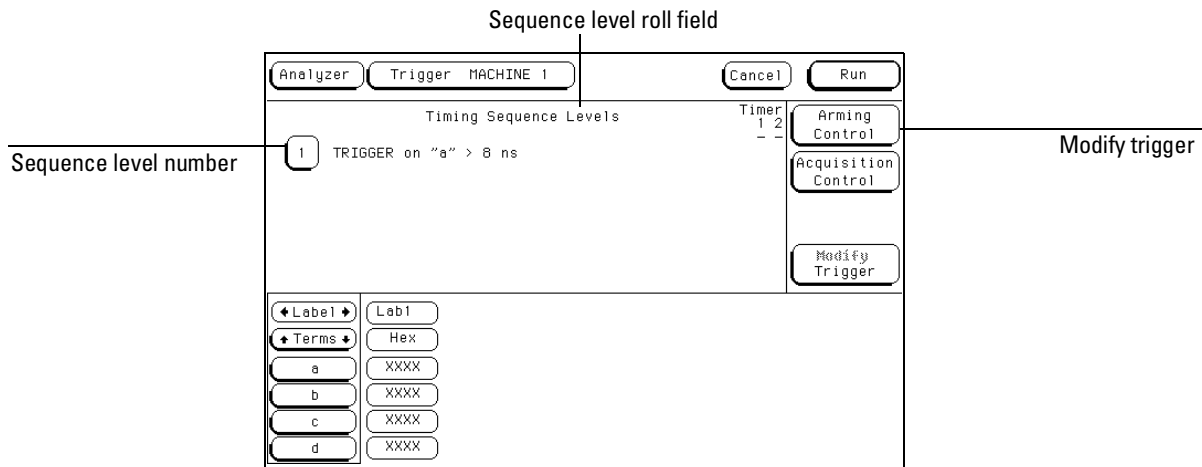 Sequence level roll field
Analyzer Trigger MACHINE 1 Cancel Run
Timing Sequence Levels
Timer
1 2
– –
Arming
Control
Modify trigger
Sequence level number
1 TRIGGER on "a" > 8 ns
Acquisition
Control
Modify
Trigger
Label Lab1
Terms Hex
a XXXX
b XXXX
c XXXX
d XXXX